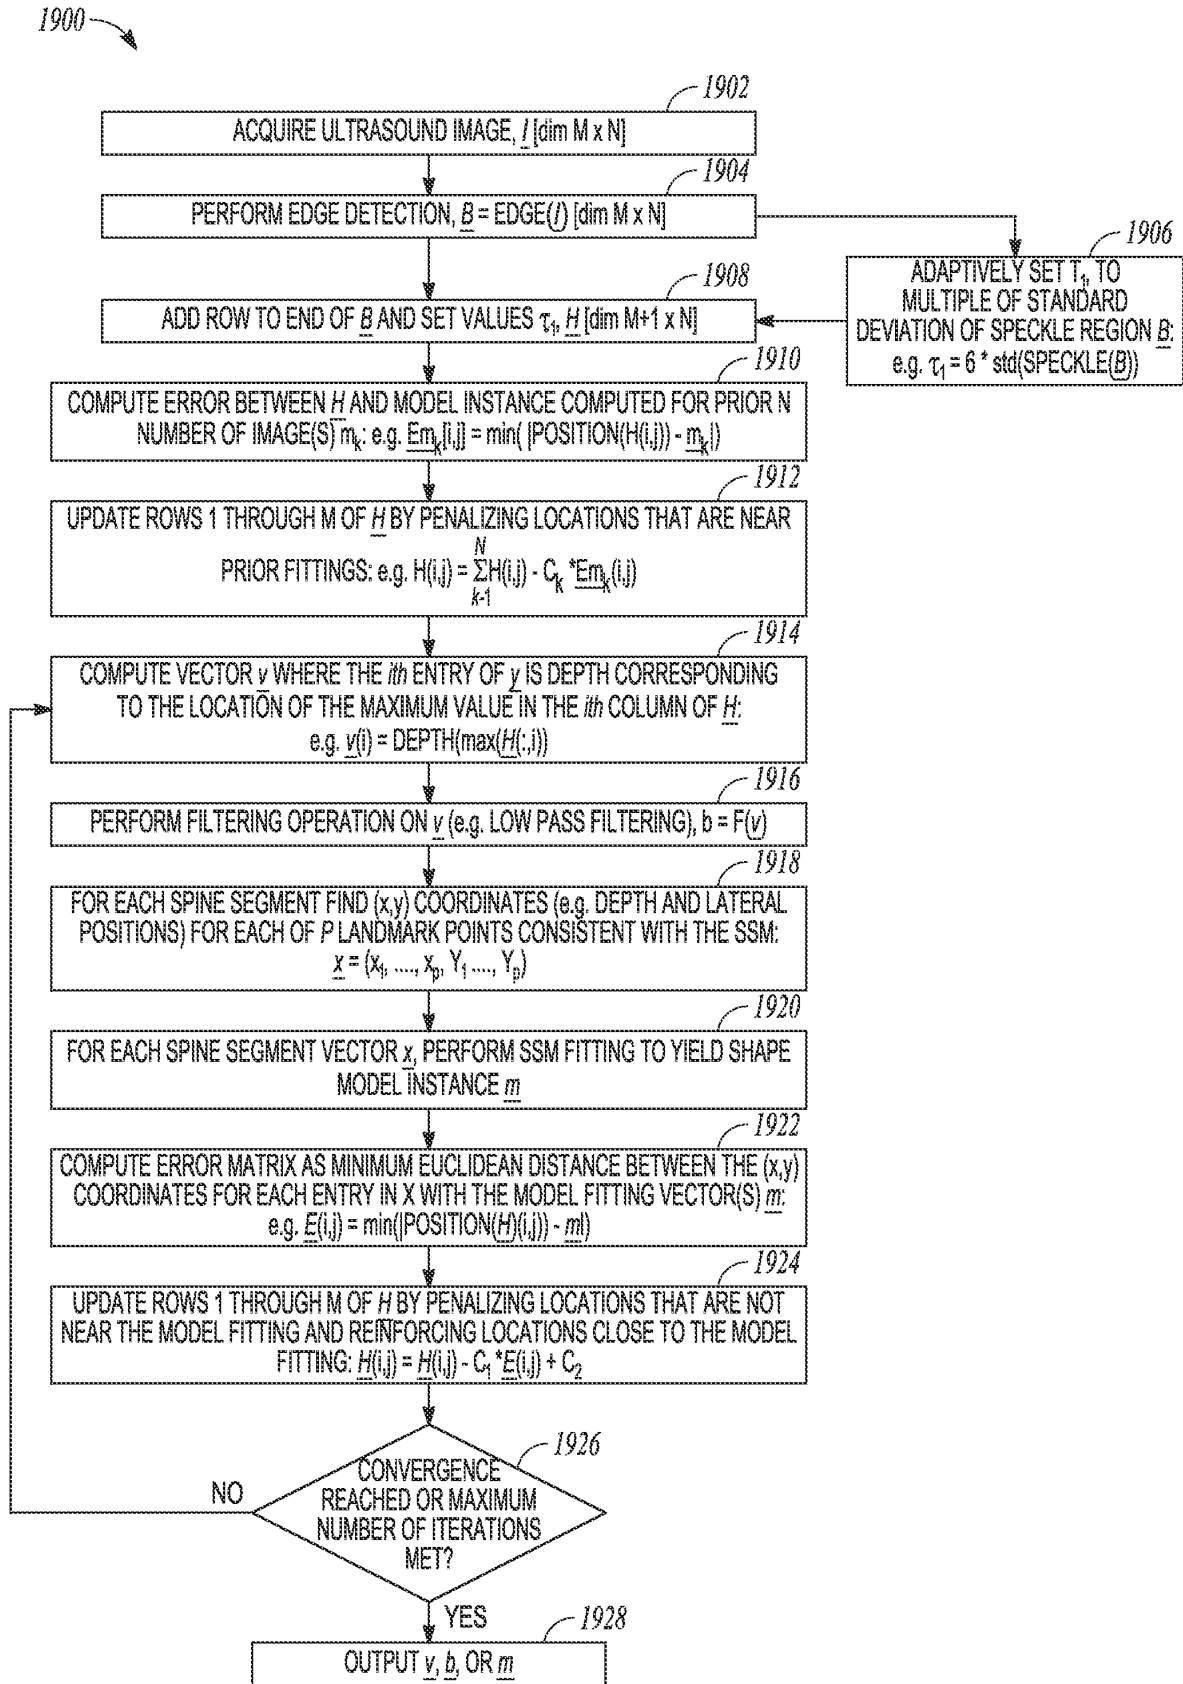 1900
1902
ACQUIRE ULTRASOUND IMAGE, I [dim M x N]
1904
PERFORM EDGE DETECTION, B = EDGE(I) [dim M x N]
1906
ADAPTIVELY SET T₁, TO
MULTIPLE OF STANDARD
DEVIATION OF SPECKLE REGION B:
e.g. τ₁ = 6 * std(SPECKLE(B))
1908
ADD ROW TO END OF B AND SET VALUES τ₁, H [dim M+1 x N]
1910
COMPUTE ERROR BETWEEN H AND MODEL INSTANCE COMPUTED FOR PRIOR N
NUMBER OF IMAGE(S) mₖ: e.g. Emₖ[i,j] = min( |POSITION(H(i,j)) - mₖ|)
1912
UPDATE ROWS 1 THROUGH M OF H BY PENALIZING LOCATIONS THAT ARE NEAR
N
PRIOR FITTINGS: e.g. H(i,j) = ΣH(i,j) - Cₖ *Emₖ(i,j)
k-1
1914
COMPUTE VECTOR v WHERE THE ith ENTRY OF y IS DEPTH CORRESPONDING
TO THE LOCATION OF THE MAXIMUM VALUE IN THE ith COLUMN OF H:
e.g. v(i) = DEPTH(max(H(:,i))
1916
PERFORM FILTERING OPERATION ON v (e.g. LOW PASS FILTERING), b = F(v)
1918
FOR EACH SPINE SEGMENT FIND (x,y) COORDINATES (e.g. DEPTH AND LATERAL
POSITIONS) FOR EACH OF P LANDMARK POINTS CONSISTENT WITH THE SSM:
x = (x₁, ...., xₚ, Y₁ ...., Yₚ)
1920
FOR EACH SPINE SEGMENT VECTOR x, PERFORM SSM FITTING TO YIELD SHAPE
MODEL INSTANCE m
1922
COMPUTE ERROR MATRIX AS MINIMUM EUCLIDEAN DISTANCE BETWEEN THE (x,y)
COORDINATES FOR EACH ENTRY IN X WITH THE MODEL FITTING VECTOR(S) m:
e.g. E(i,j) = min(|POSITION(H)(i,j)) - m|)
1924
UPDATE ROWS 1 THROUGH M OF H BY PENALIZING LOCATIONS THAT ARE NOT
NEAR THE MODEL FITTING AND REINFORCING LOCATIONS CLOSE TO THE MODEL
FITTING: H(i,j) = H(i,j) - C₁ *E(i,j) + C₂
1926
CONVERGENCE
REACHED OR MAXIMUM
NUMBER OF ITERATIONS
MET?
NO
YES
1928
OUTPUT v, b, OR m